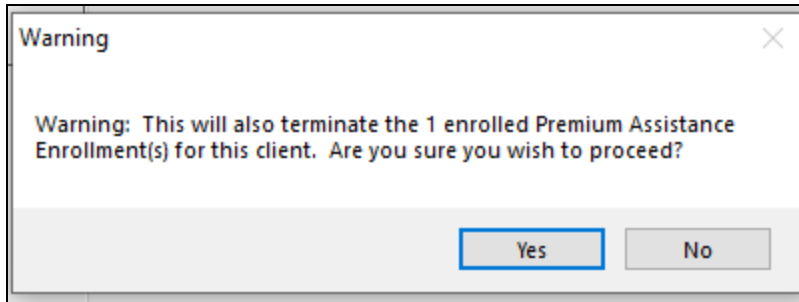 Warning
Warning:  This will also terminate the 1 enrolled Premium Assistance
Enrollment(s) for this client.  Are you sure you wish to proceed?
Yes
No